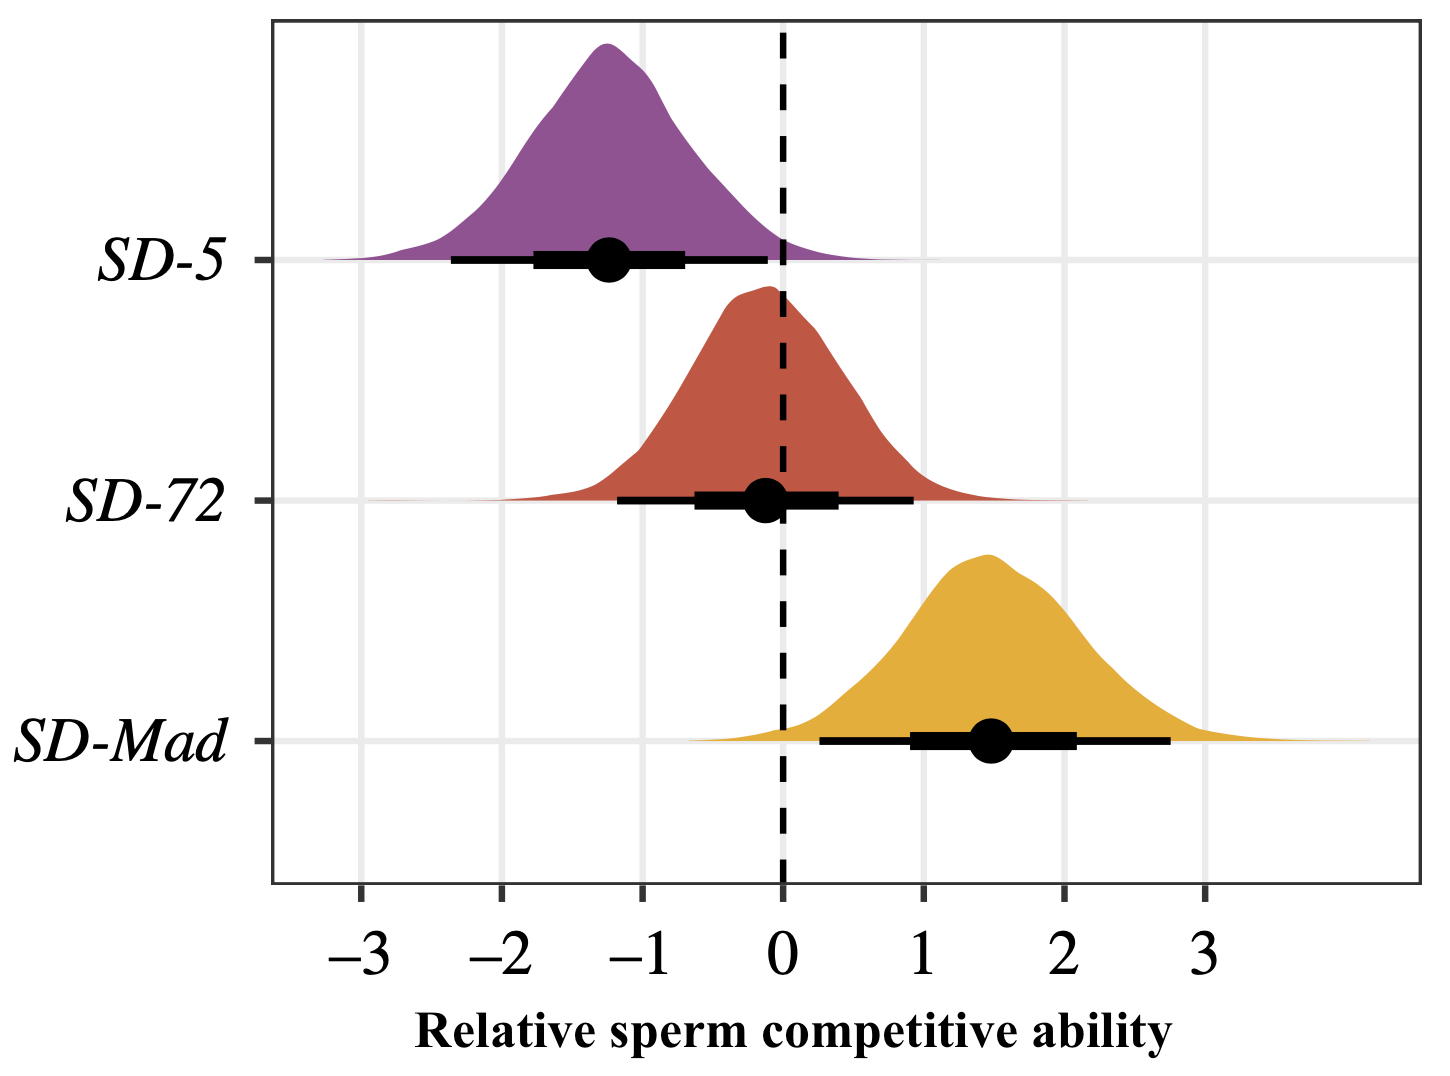 SD-5
SD-72
SD-Mad
−3 −2 −1 0 1 2 3
Relative sperm competitive ability